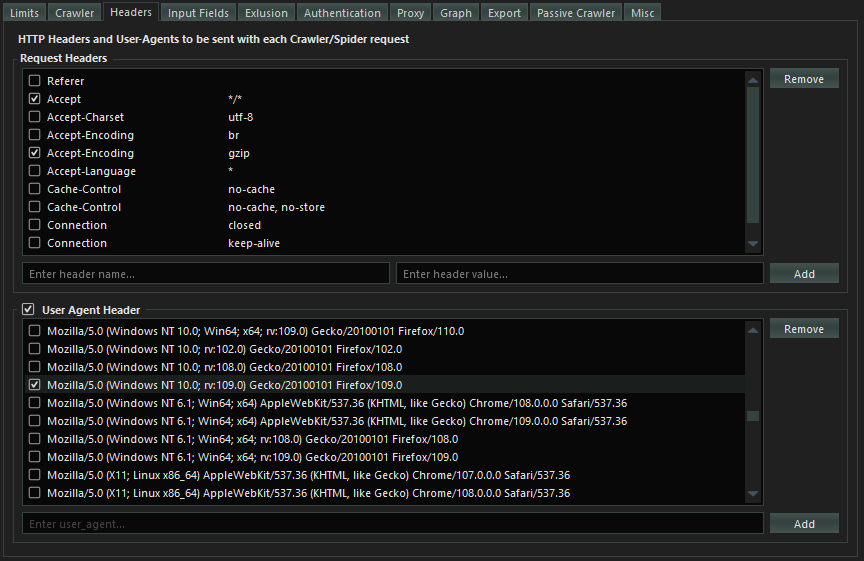 Limits Crawler Headers Input Fields Exlusion Authentication Proxy Graph Export Passive Crawler Misc
HTTP Headers and User-Agents to be sent with each Crawler/Spider request
Request Headers
Referer
Remove
Accept */*
Accept-Charset utf-8
Accept-Encoding br
Accept-Encoding gzip
Accept-Language *
Cache-Control no-cache
Cache-Control no-cache, no-store
Connection closed
Connection keep-alive
Enter header name... Enter header value... Add
User Agent Header
Mozilla/5.0 (Windows NT 10.0; Win64; x64; rv:109.0) Gecko/20100101 Firefox/110.0
Remove
Mozilla/5.0 (Windows NT 10.0; rv:102.0) Gecko/20100101 Firefox/102.0
Mozilla/5.0 (Windows NT 10.0; rv:108.0) Gecko/20100101 Firefox/108.0
Mozilla/5.0 (Windows NT 10.0; rv:109.0) Gecko/20100101 Firefox/109.0
Mozilla/5.0 (Windows NT 6.1; Win64; x64) AppleWebKit/537.36 (KHTML, like Gecko) Chrome/108.0.0.0 Safari/537.36
Mozilla/5.0 (Windows NT 6.1; Win64; x64) AppleWebKit/537.36 (KHTML, like Gecko) Chrome/109.0.0.0 Safari/537.36
Mozilla/5.0 (Windows NT 6.1; Win64; x64; rv:108.0) Gecko/20100101 Firefox/108.0
Mozilla/5.0 (Windows NT 6.1; Win64; x64; rv:109.0) Gecko/20100101 Firefox/109.0
Mozilla/5.0 (X11; Linux x86_64) AppleWebKit/537.36 (KHTML, like Gecko) Chrome/107.0.0.0 Safari/537.36
Mozilla/5.0 (X11; Linux x86_64) AppleWebKit/537.36 (KHTML, like Gecko) Chrome/108.0.0.0 Safari/537.36
Enter user_agent... Add